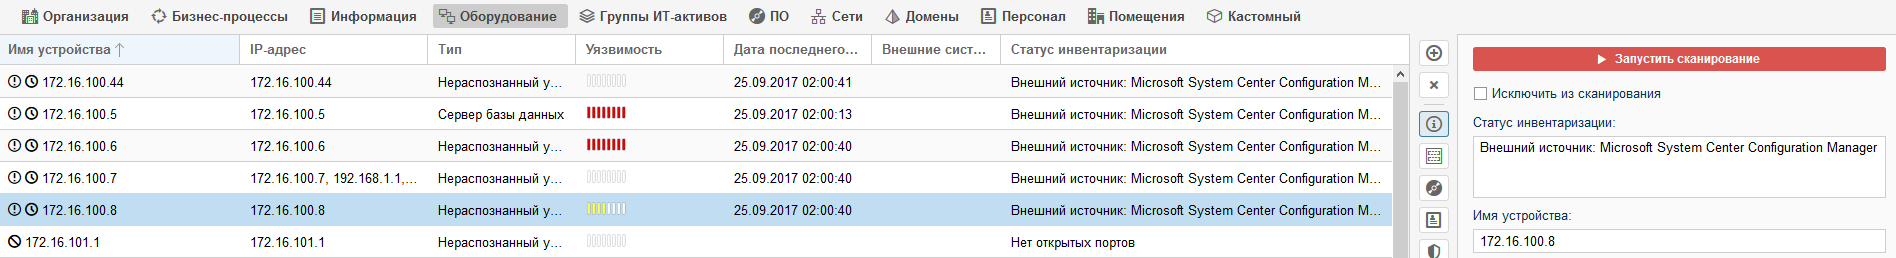 Организация Бизнес-процессы Информация Оборудование Группы ИТ-активов ПО Сети Домены Персонал Помещения Кастомный
Имя устройства IP-адрес Тип Уязвимость Дата последнего... Внешние сист... Статус инвентаризации
172.16.100.44 172.16.100.44 Нераспознанный у... 25.09.2017 02:00:41 Внешний источник: Microsoft System Center Configuration M...
172.16.100.5 172.16.100.5 Сервер базы данных 25.09.2017 02:00:13 Внешний источник: Microsoft System Center Configuration M...
172.16.100.6 172.16.100.6 Нераспознанный у... 25.09.2017 02:00:40 Внешний источник: Microsoft System Center Configuration M...
172.16.100.7 172.16.100.7, 192.168.1.1,... Нераспознанный у... 25.09.2017 02:00:40 Внешний источник: Microsoft System Center Configuration M...
172.16.100.8 172.16.100.8 Нераспознанный у... 25.09.2017 02:00:40 Внешний источник: Microsoft System Center Configuration M...
172.16.101.1 172.16.101.1 Нераспознанный у... Нет открытых портов
Запустить сканирование
Исключить из сканирования
Статус инвентаризации:
Внешний источник: Microsoft System Center Configuration Manager
Имя устройства:
172.16.100.8